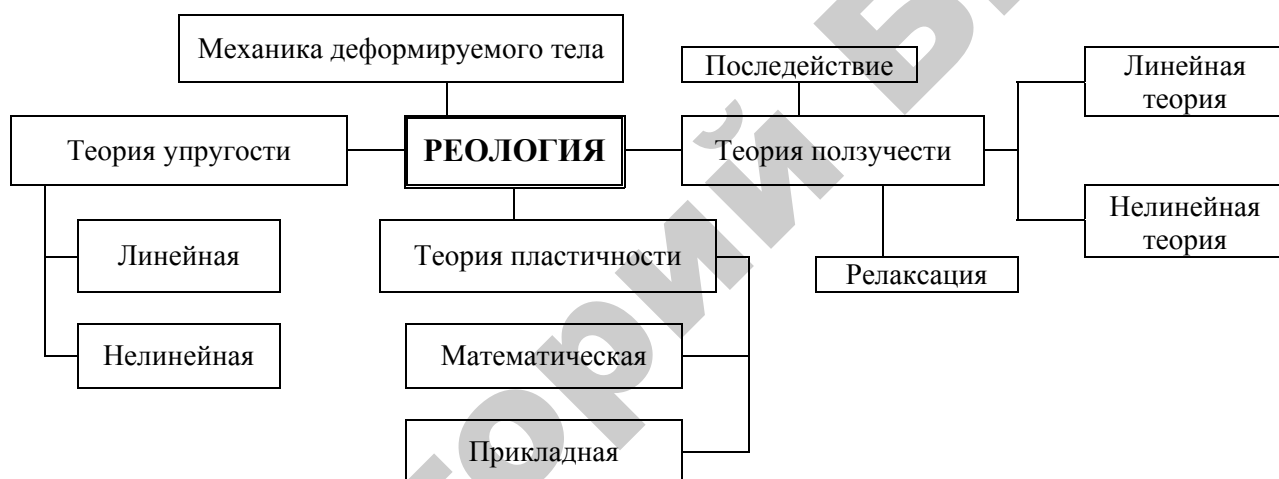 Механика деформируемого тела
Последействие
Линейная
теория
Теория упругости
РЕОЛОГИЯ
Теория ползучести
Нелинейная
теория
Линейная
Теория пластичности
Релаксация
Нелинейная
Математическая
Прикладная